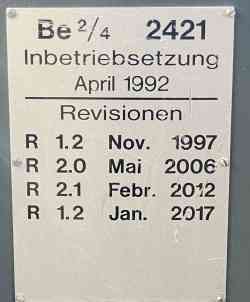 Be 2/4 2421
Inbetriebsetzung
April 1992
Revisionen
R 1.2 Nov. 1997
R 2.0 Mai 2006
R 2.1 Febr. 2012
R 1.2 Jan. 2017